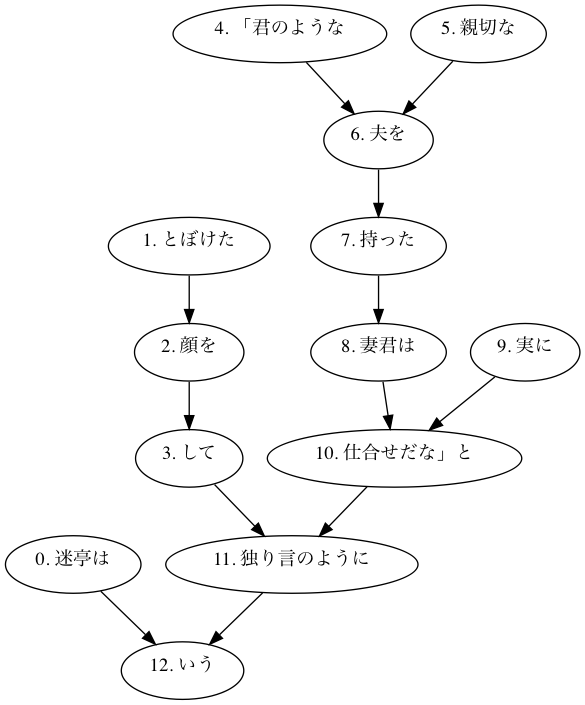 4. 「君のような
5. 親切な
6. 夫を
1. とぼけた
7. 持った
2. 顔を
8. 妻君は
9. 実に
3. して
10. 仕合せだな」と
0. 迷亭は
11. 独り言のように
12. いう